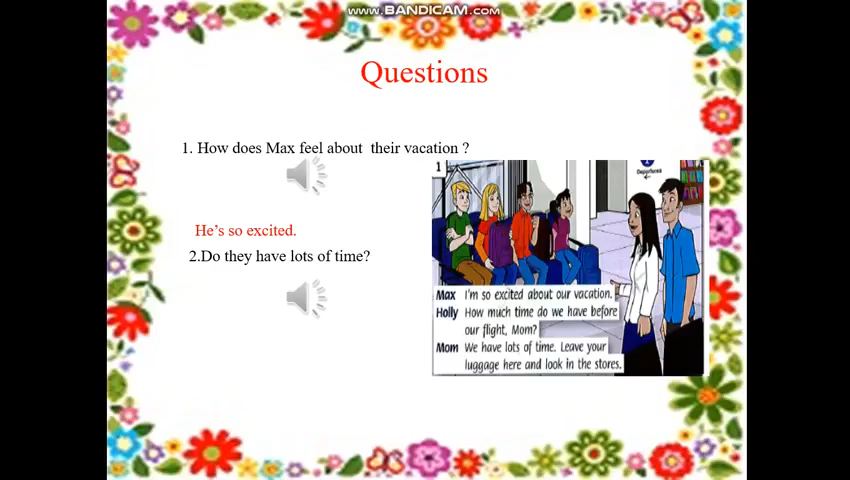 WWW.BANDICAM.COM
Questions
1. How does Max feel about their vacation ?
He's so excited.
2.Do they have lots of time?
1
Departures
Max I'm so excited about our vacation.
Holly How much time do we have before
our flight, Mom?
Mom We have lots of time. Leave your
luggage here and look in the stores.